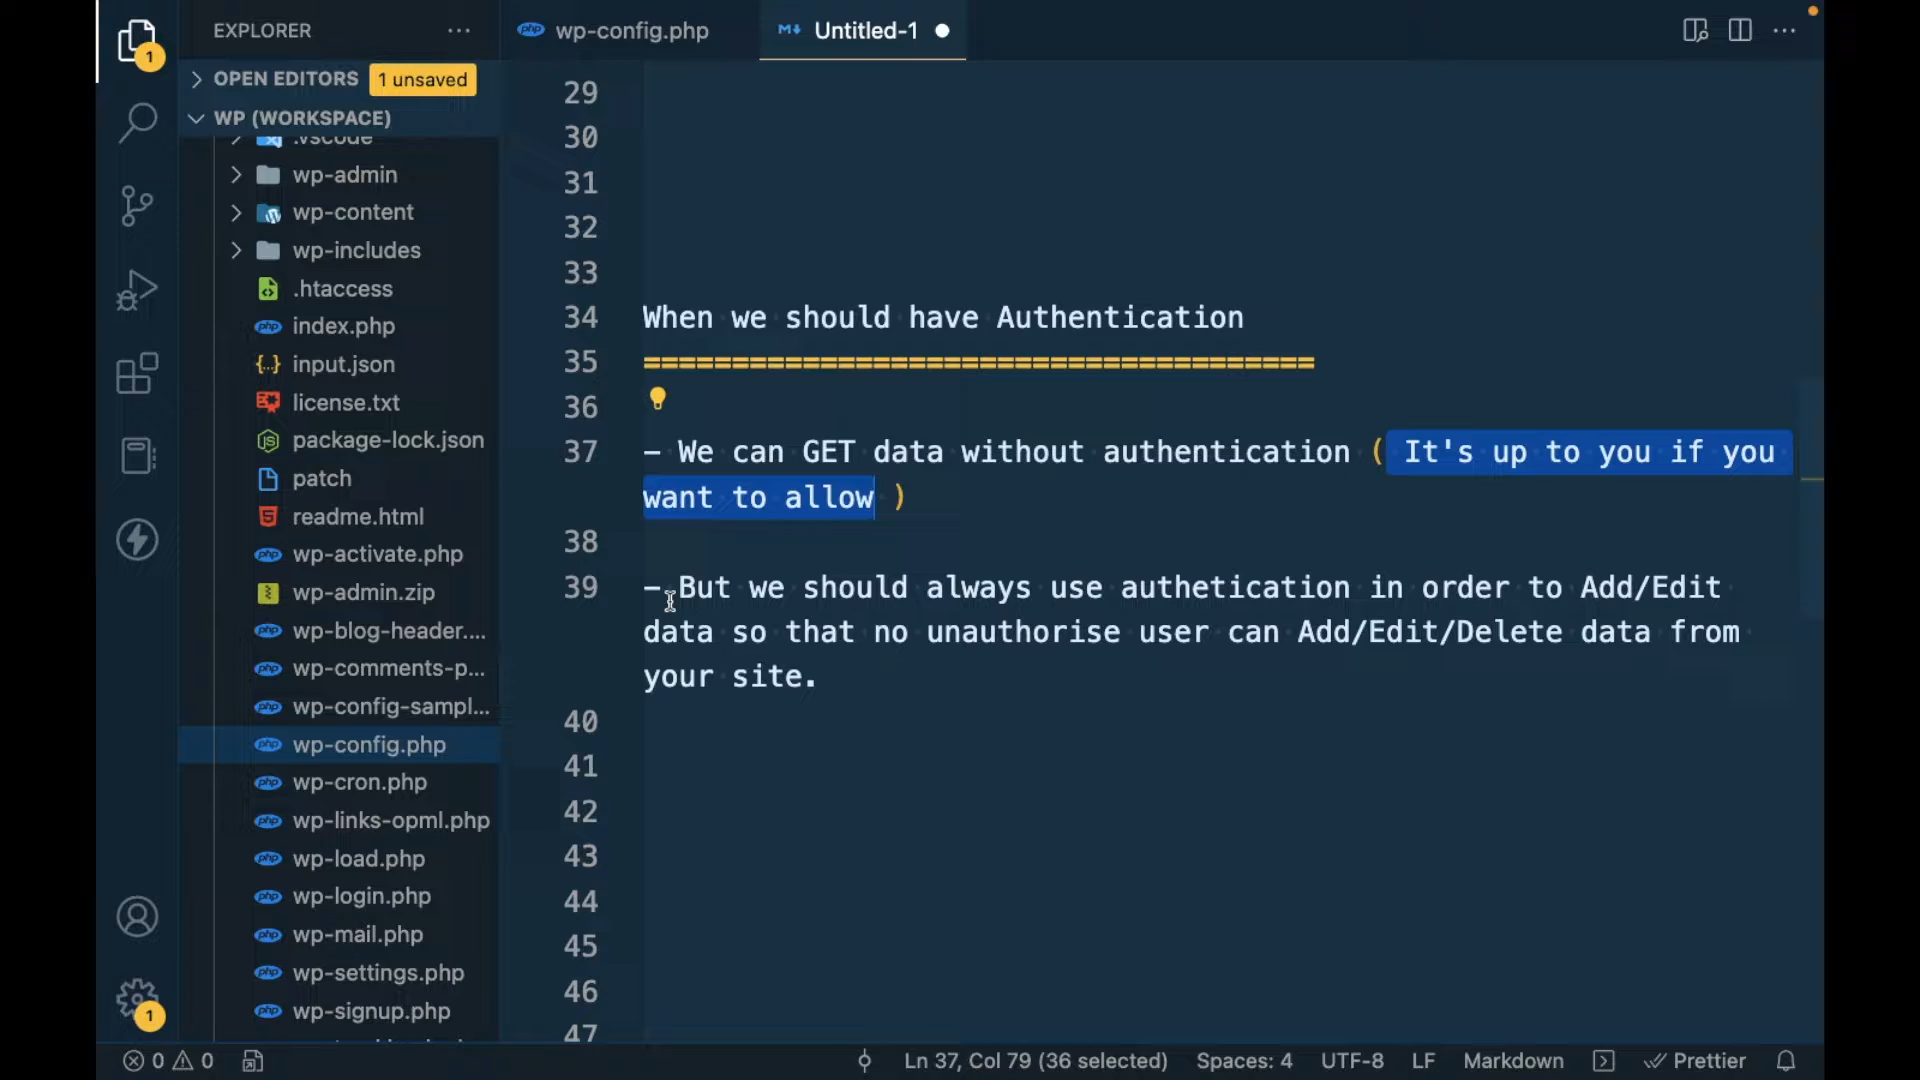 EXPLORER
wp-config.php
Untitled-1
OPEN EDITORS 1 unsaved
WP (WORKSPACE)
.vscode
wp-admin
wp-content
wp-includes
.htaccess
index.php
input.json
license.txt
package-lock.json
patch
readme.html
wp-activate.php
wp-admin.zip
wp-blog-header....
wp-comments-p...
wp-config-sampl...
wp-config.php
wp-cron.php
wp-links-opml.php
wp-load.php
wp-login.php
wp-mail.php
wp-settings.php
wp-signup.php
1
1
29
30
31
32
33
34 When we should have Authentication
35 ======================================
36
37 - We can GET data without authentication ( It's up to you if you
want to allow )
38
39 - But we should always use authetication in order to Add/Edit
data so that no unauthorise user can Add/Edit/Delete data from
your site.
40
41
42
43
44
45
46
47
0 0
Ln 37, Col 79 (36 selected) Spaces: 4 UTF-8 LF Markdown Prettier